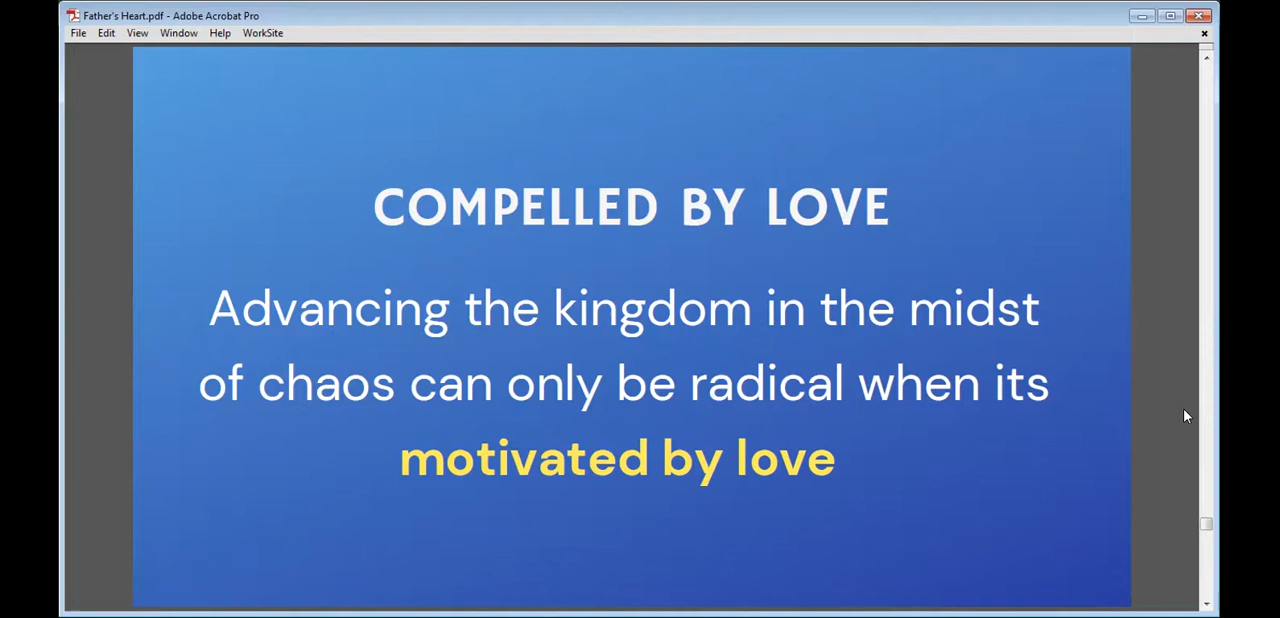 Father's Heart.pdf - Adobe Acrobat Pro
File Edit View Window Help WorkSite
COMPELLED BY LOVE
Advancing the kingdom in the midst
of chaos can only be radical when its
motivated by love